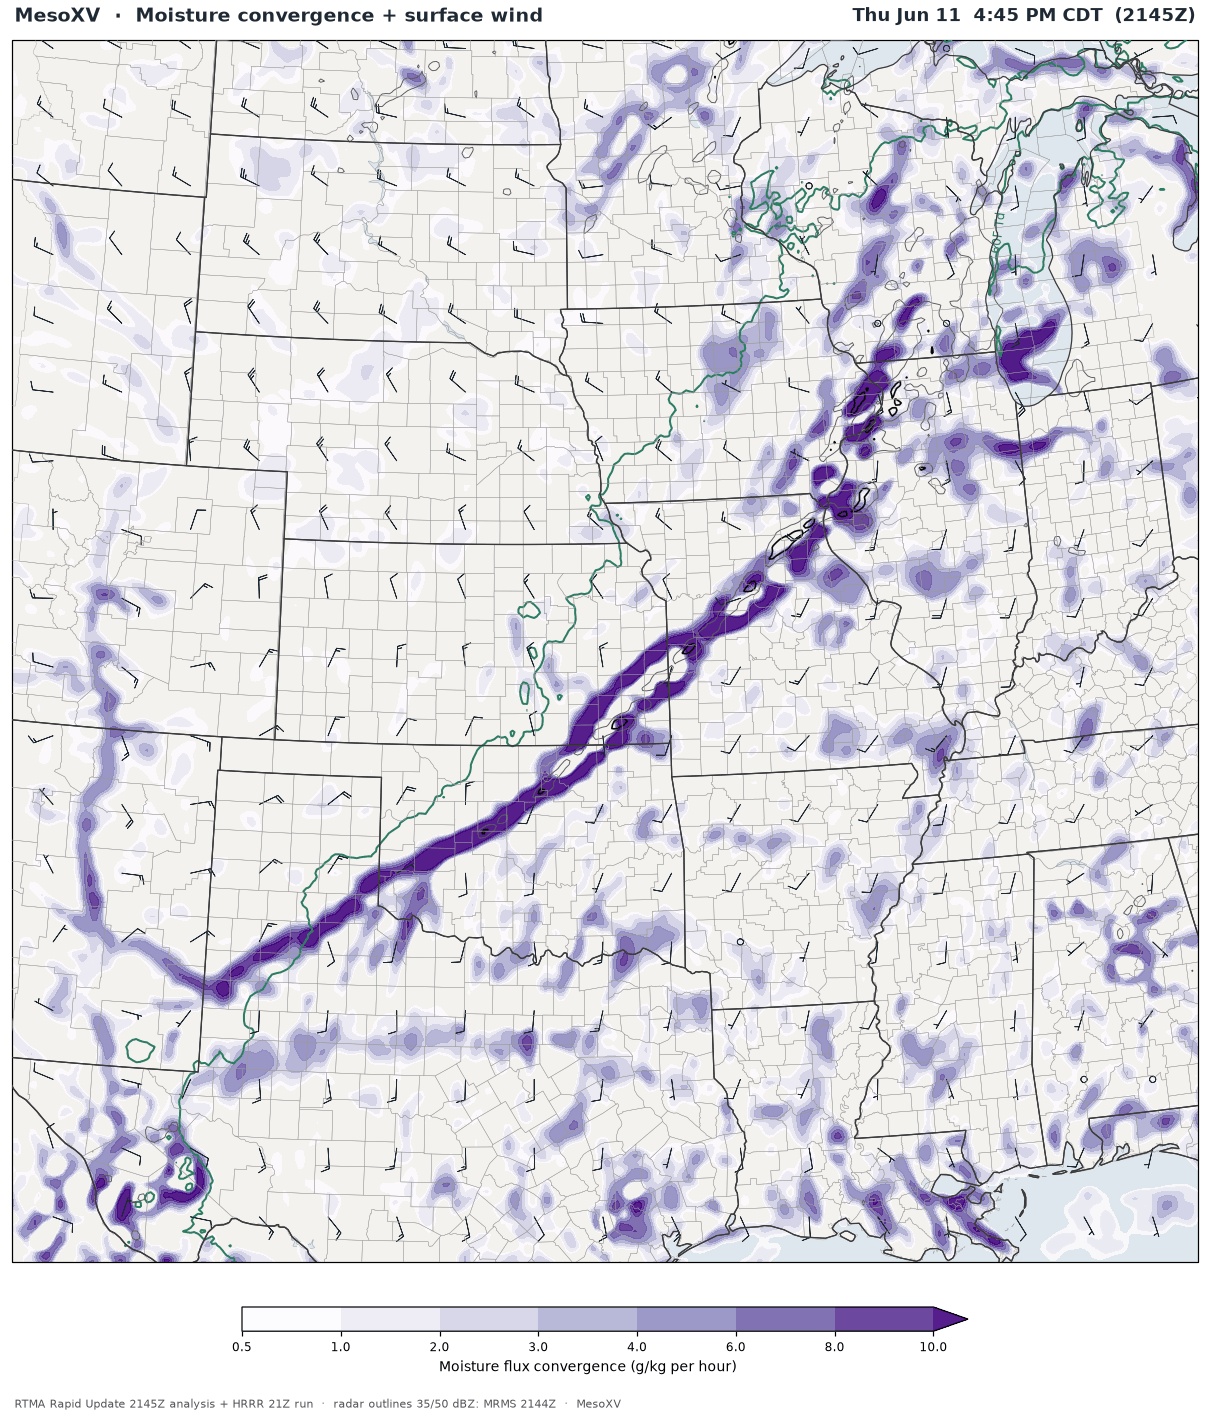 MesoXV · Moisture convergence + surface wind
Thu Jun 11 4:45 PM CDT (2145Z)
0.5 1.0 2.0 3.0 4.0 6.0 8.0 10.0
Moisture flux convergence (g/kg per hour)
RTMA Rapid Update 2145Z analysis + HRRR 21Z run · radar outlines 35/50 dBZ: MRMS 2144Z · MesoXV